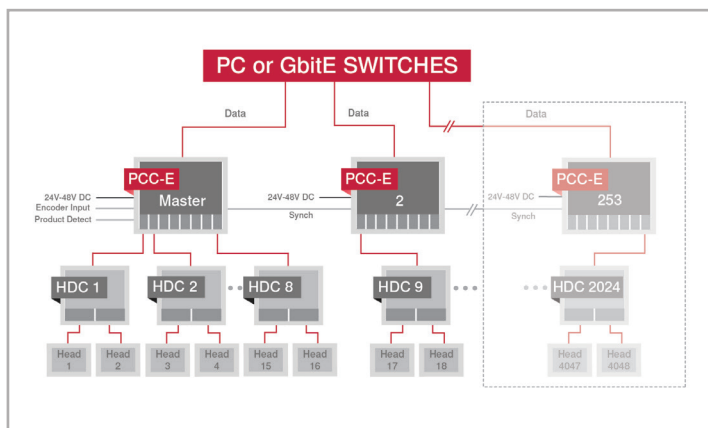 PC or GbitE SWITCHES
Data
Data
Data
PCC-E
Master
PCC-E
2
PCC-E
253
24V-48V DC
Encoder Input
Product Detect
24V-48V DC
Synch
24V-48V DC
Synch
HDC 1
HDC 2
HDC 8
HDC 9
HDC 2024
Head
1
Head
2
Head
3
Head
4
Head
15
Head
16
Head
17
Head
18
Head
4047
Head
4048